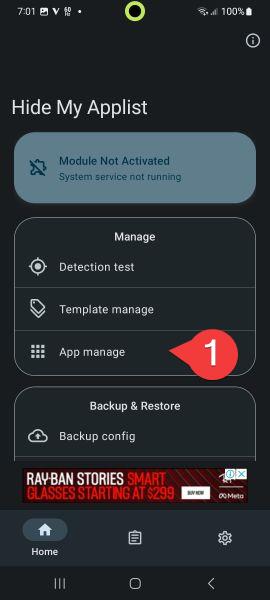 7:01
100%
Hide My Applist
Module Not Activated
System service not running
Manage
Detection test
Template manage
App manage
1
Backup & Restore
Backup config
RAY-BAN STORIES SMART
GLASSES STARTING AT $299
BUY NOW
Meta
Home